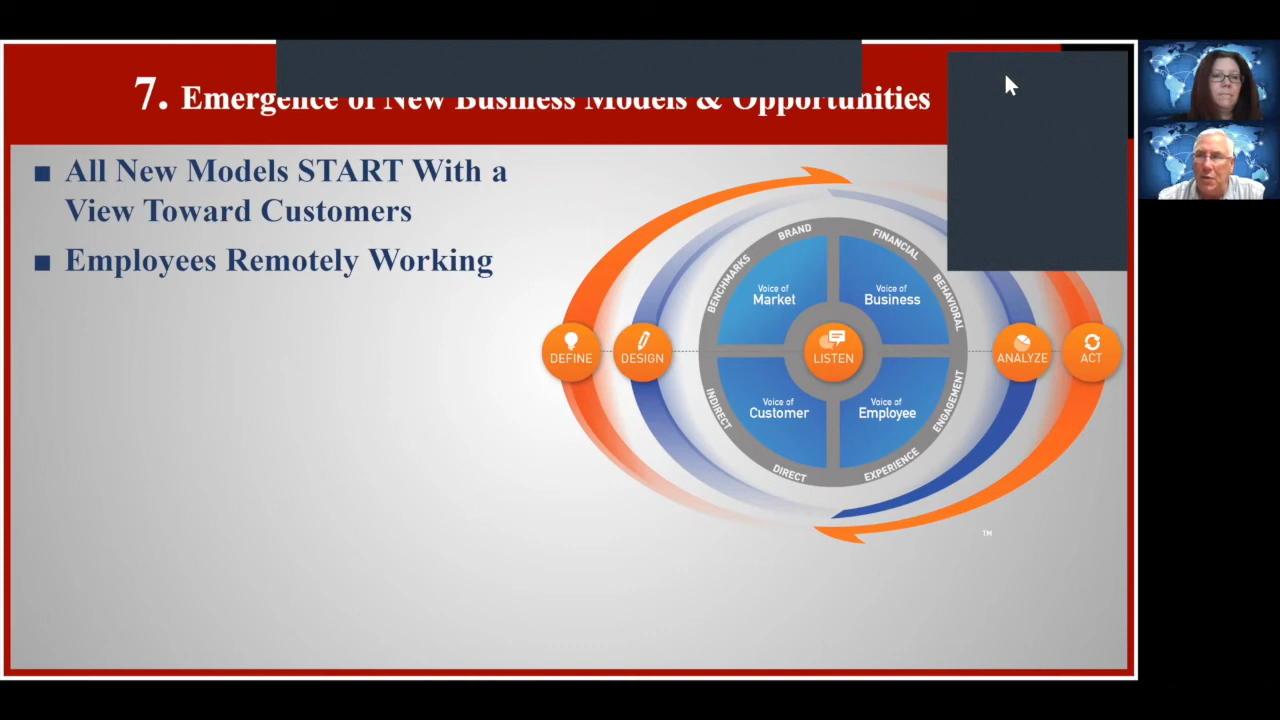 7. Emergence of New Business Models & Opportunities
■ All New Models START With a
View Toward Customers
■ Employees Remotely Working
BRAND
FINANCIAL
BENCHMARKS
BEHAVIORAL
Voice of
Market
Voice of
Business
DEFINE
DESIGN
LISTEN
ANALYZE
ACT
Voice of
Customer
Voice of
Employee
INDIRECT
ENGAGEMENT
DIRECT
EXPERIENCE
TM